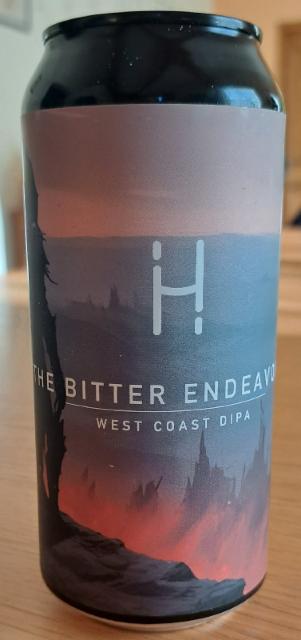 H
THE BITTER ENDEAVO
WEST COAST DIPA